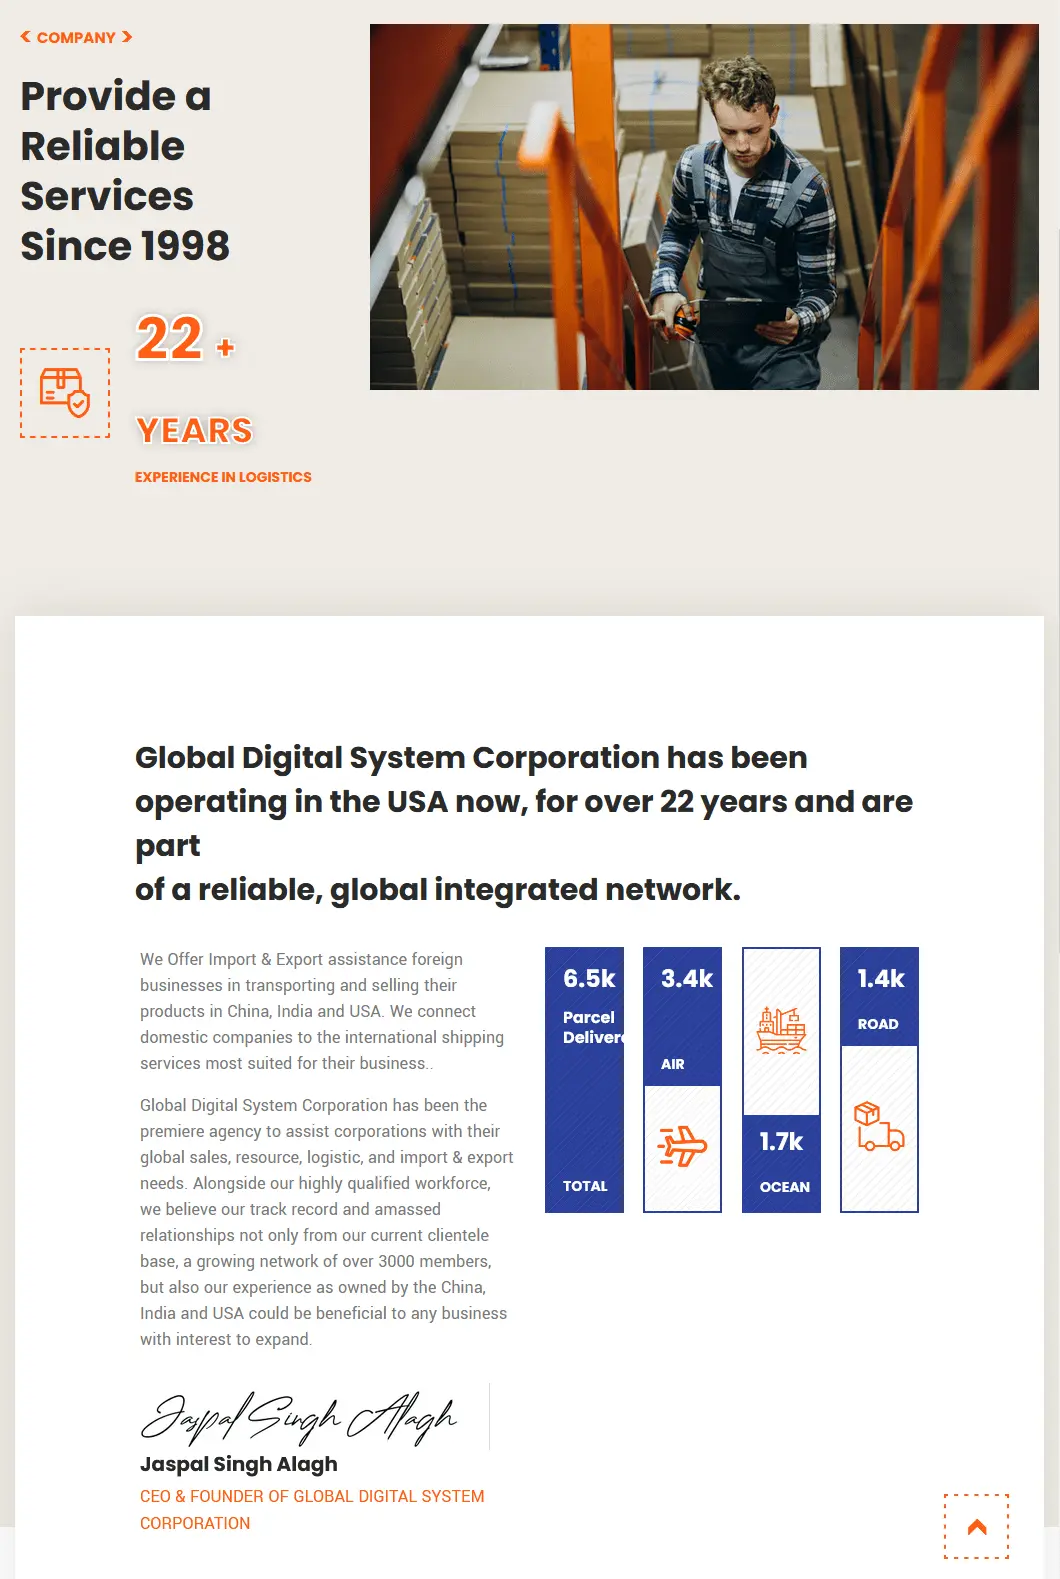 COMPANY
Provide a
Reliable
Services
Since 1998
22 +
YEARS
EXPERIENCE IN LOGISTICS
Global Digital System Corporation has been
operating in the USA now, for over 22 years and are
part
of a reliable, global integrated network.
We Offer Import & Export assistance foreign
businesses in transporting and selling their
products in China, India and USA. We connect
domestic companies to the international shipping
services most suited for their business..
Global Digital System Corporation has been the
premiere agency to assist corporations with their
global sales, resource, logistic, and import & export
needs. Alongside our highly qualified workforce,
we believe our track record and amassed
relationships not only from our current clientele
base, a growing network of over 3000 members,
but also our experience as owned by the China,
India and USA could be beneficial to any business
with interest to expand.
Jaspal Singh Alagh
Jaspal Singh Alagh
CEO & FOUNDER OF GLOBAL DIGITAL SYSTEM
CORPORATION
6.5k
Parcel
Delivere
TOTAL
3.4k
AIR
1.7k
OCEAN
1.4k
ROAD